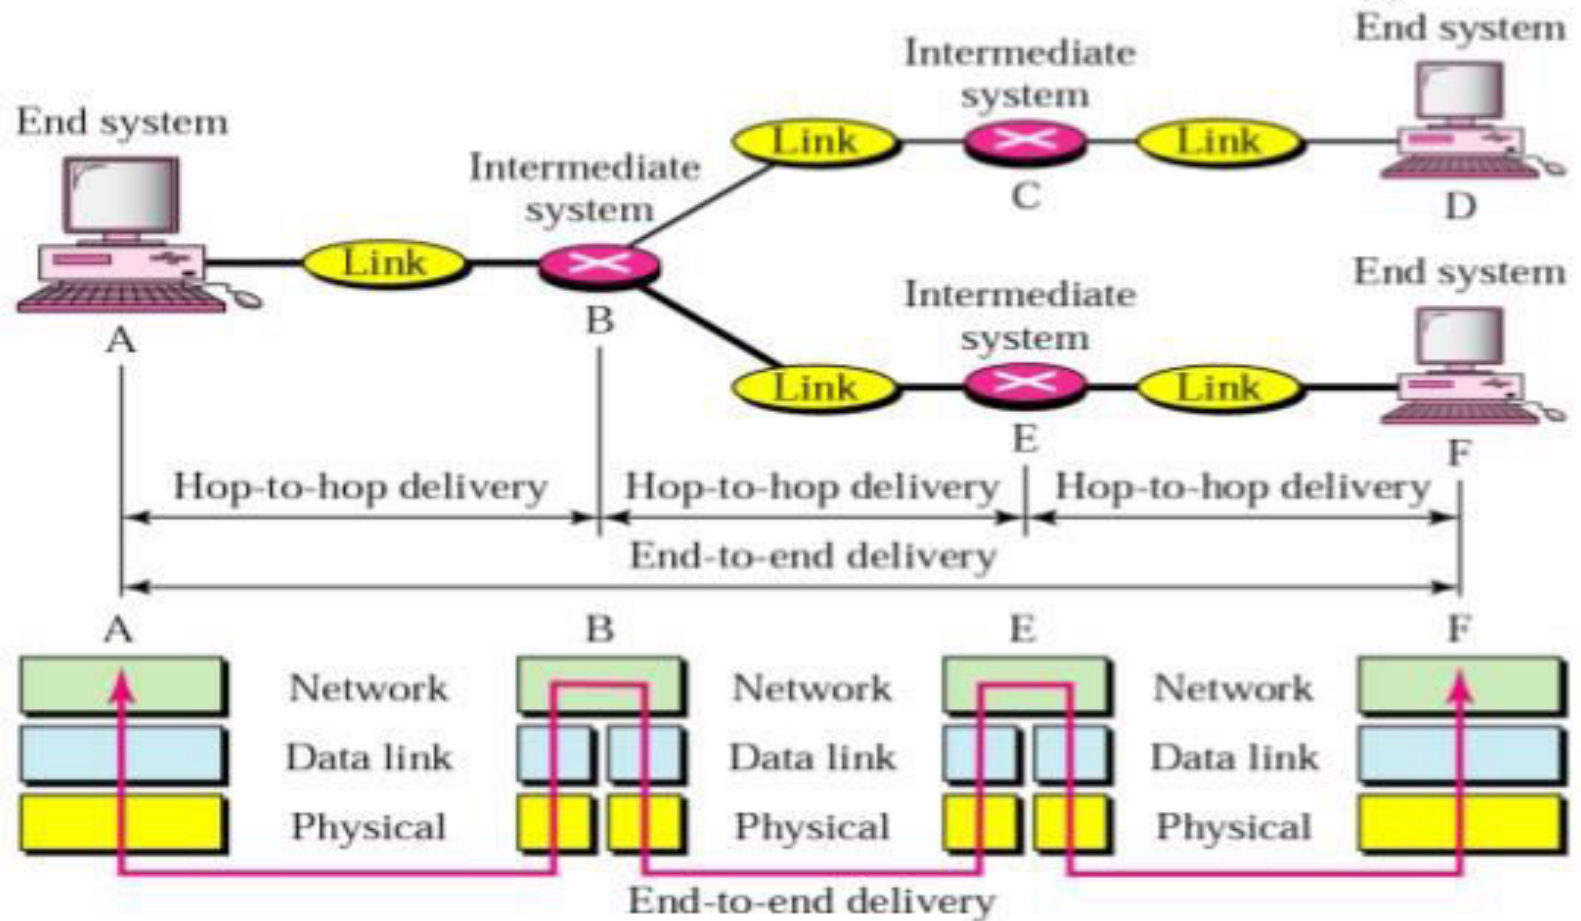 End system
Intermediate
system
End system
Intermediate
system
Link
Link
C
D
Link
A
B
Intermediate
system
End system
Link
Link
E
F
Hop-to-hop delivery
Hop-to-hop delivery
Hop-to-hop delivery
End-to-end delivery
A
B
E
F
Network
Network
Network
Data link
Data link
Data link
Physical
Physical
Physical
End-to-end delivery